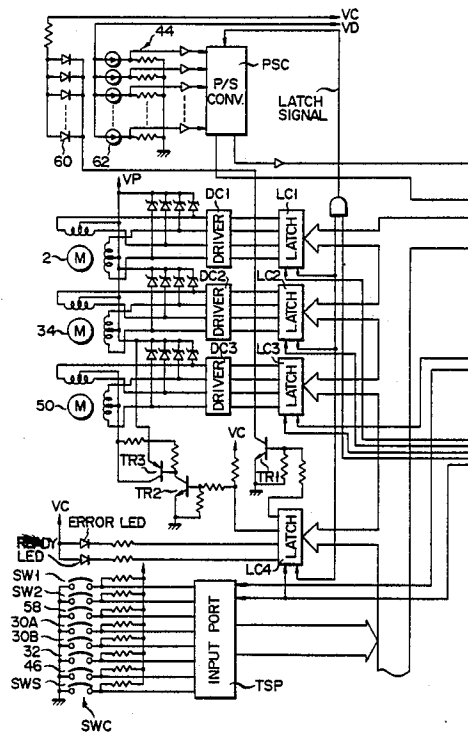 VC
VD
44
PSC
P/S
CONV.
LATCH
SIGNAL
60
62
VP
DC1
LC1
DRIVER
LATCH
2
M
DC2
LC2
DRIVER
LATCH
34
M
DC3
LC3
DRIVER
LATCH
50
M
VC
TR3
TR2
TR1
VC
ERROR LED
READY
LED
LATCH
LC4
SW1
SW2
58
30A
30B
32
46
SWS
INPUT PORT
TSP
SWC